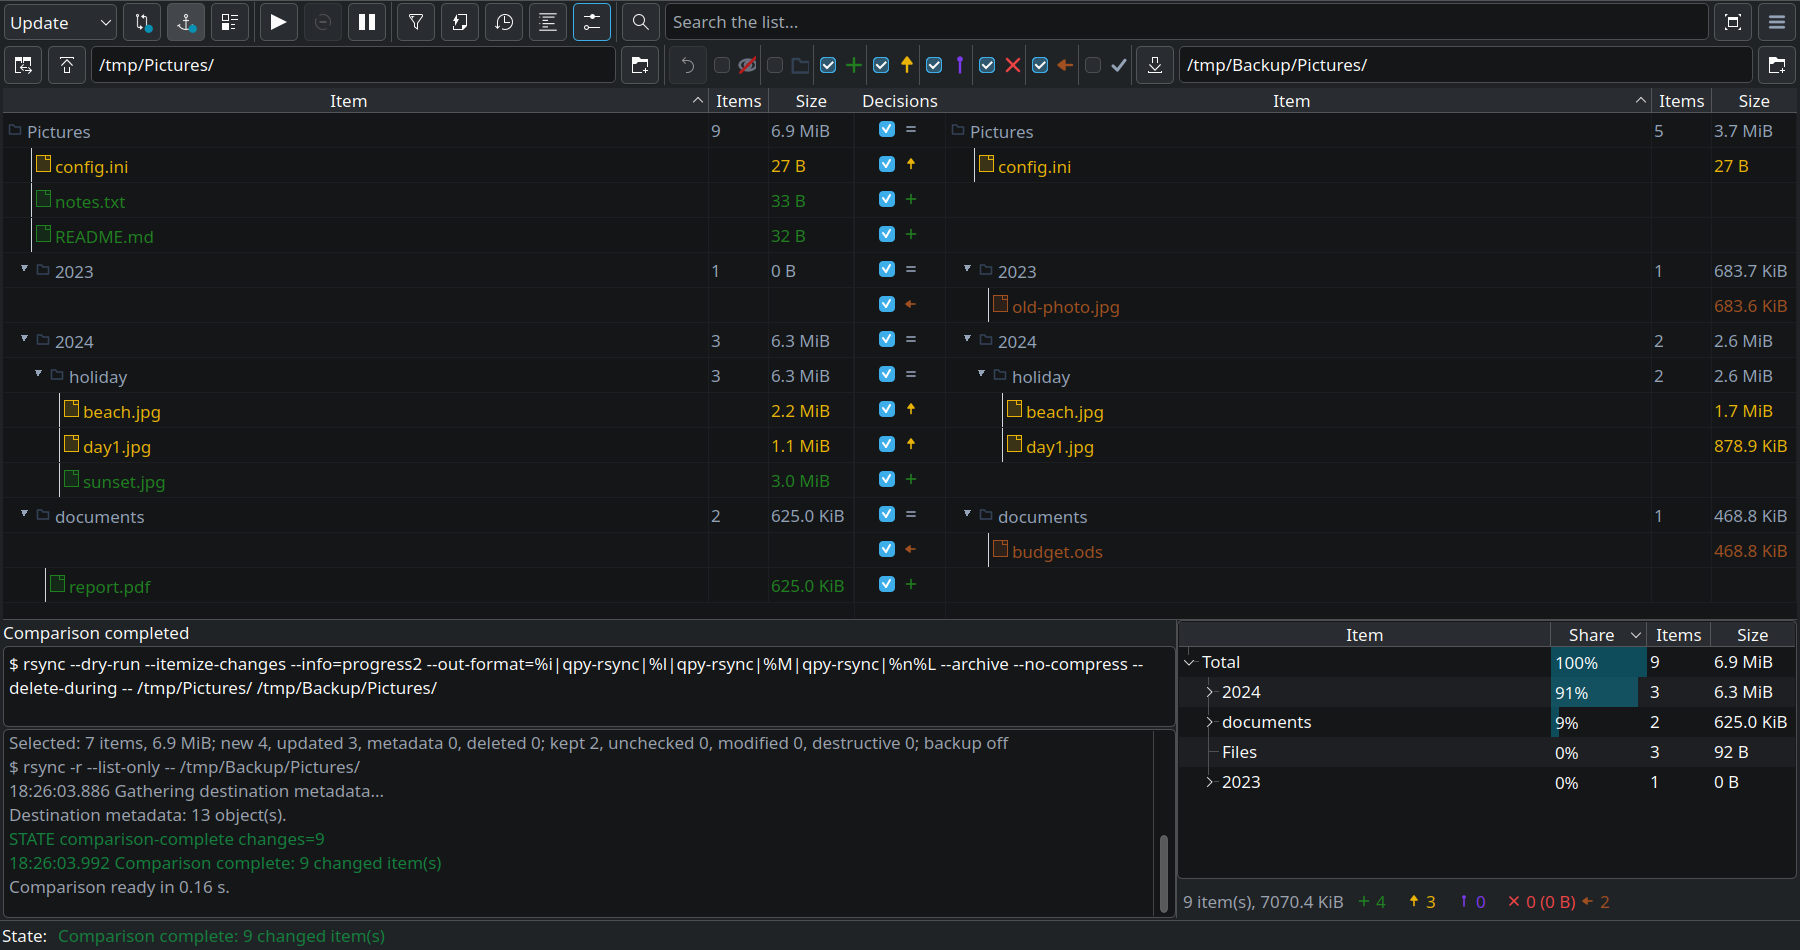 Update
Search the list...
/tmp/Pictures/
/tmp/Backup/Pictures/
Item Items Size Decisions Item Items Size
Pictures 9 6.9 MiB = Pictures 5 3.7 MiB
config.ini 27 B config.ini 27 B
notes.txt 33 B +
README.md 32 B +
2023 1 0 B = 2023 1 683.7 KiB
old-photo.jpg 683.6 KiB
2024 3 6.3 MiB = 2024 2 2.6 MiB
holiday 3 6.3 MiB = holiday 2 2.6 MiB
beach.jpg 2.2 MiB beach.jpg 1.7 MiB
day1.jpg 1.1 MiB day1.jpg 878.9 KiB
sunset.jpg 3.0 MiB +
documents 2 625.0 KiB = documents 1 468.8 KiB
budget.ods 468.8 KiB
report.pdf 625.0 KiB +
Comparison completed
$ rsync --dry-run --itemize-changes --info=progress2 --out-format=%i|qpy-rsync|%l|qpy-rsync|%M|qpy-rsync|%n%L --archive --no-compress --
delete-during -- /tmp/Pictures/ /tmp/Backup/Pictures/
Selected: 7 items, 6.9 MiB; new 4, updated 3, metadata 0, deleted 0; kept 2, unchecked 0, modified 0, destructive 0; backup off
$ rsync -r --list-only -- /tmp/Backup/Pictures/
18:26:03.886 Gathering destination metadata...
Destination metadata: 13 object(s).
STATE comparison-complete changes=9
18:26:03.992 Comparison complete: 9 changed item(s)
Comparison ready in 0.16 s.
Item Share Items Size
Total 100% 9 6.9 MiB
2024 91% 3 6.3 MiB
documents 9% 2 625.0 KiB
Files 0% 3 92 B
2023 0% 1 0 B
9 item(s), 7070.4 KiB + 4 3 0 0 (0 B) 2
State: Comparison complete: 9 changed item(s)